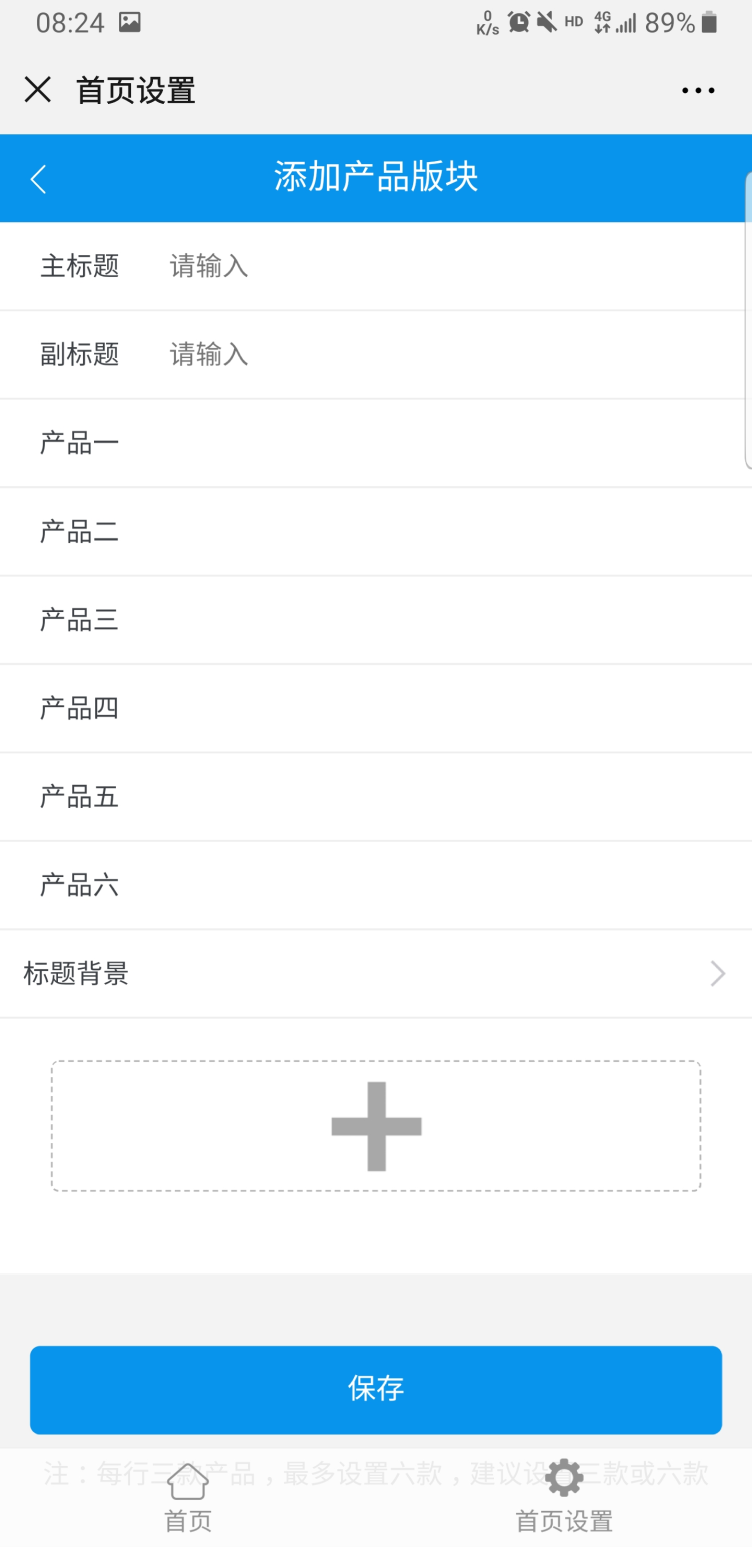 08:24 0 K/s HD 4G 89%
首页设置
添加产品版块
主标题 请输入
副标题 请输入
产品一
产品二
产品三
产品四
产品五
产品六
标题背景
保存
注：每行三款产品，最多设置六款，建议设 三款或六款
首页 首页设置